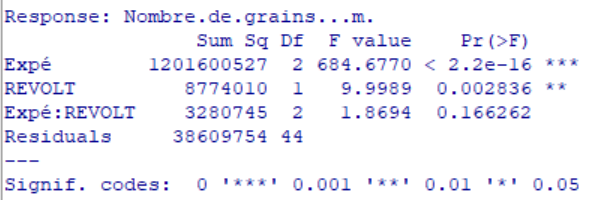 Response: Nombre.de.grains...m.
Sum Sq Df F value Pr(>F)
Expé 1201600527 2 684.6770 < 2.2e-16 ***
REVOLT 8774010 1 9.9989 0.002836 **
Expé:REVOLT 3280745 2 1.8694 0.166262
Residuals 38609754 44
---
Signif. codes: 0 '***' 0.001 '**' 0.01 '*' 0.05